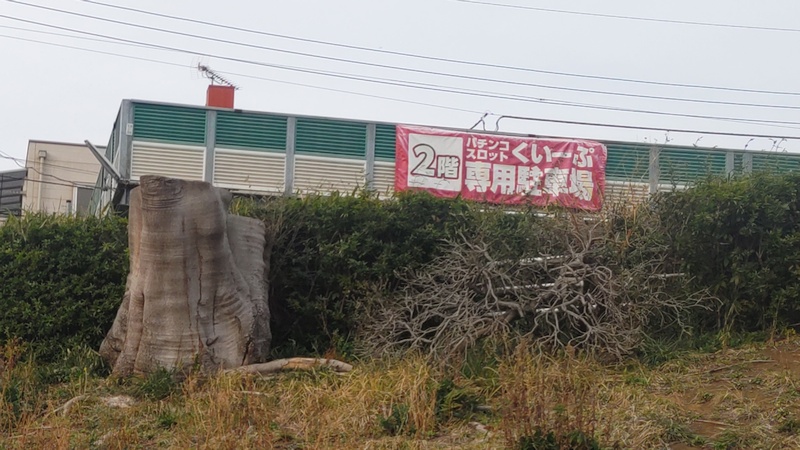 2階
パチンコ
スロット
くいーぷ
専用駐車場